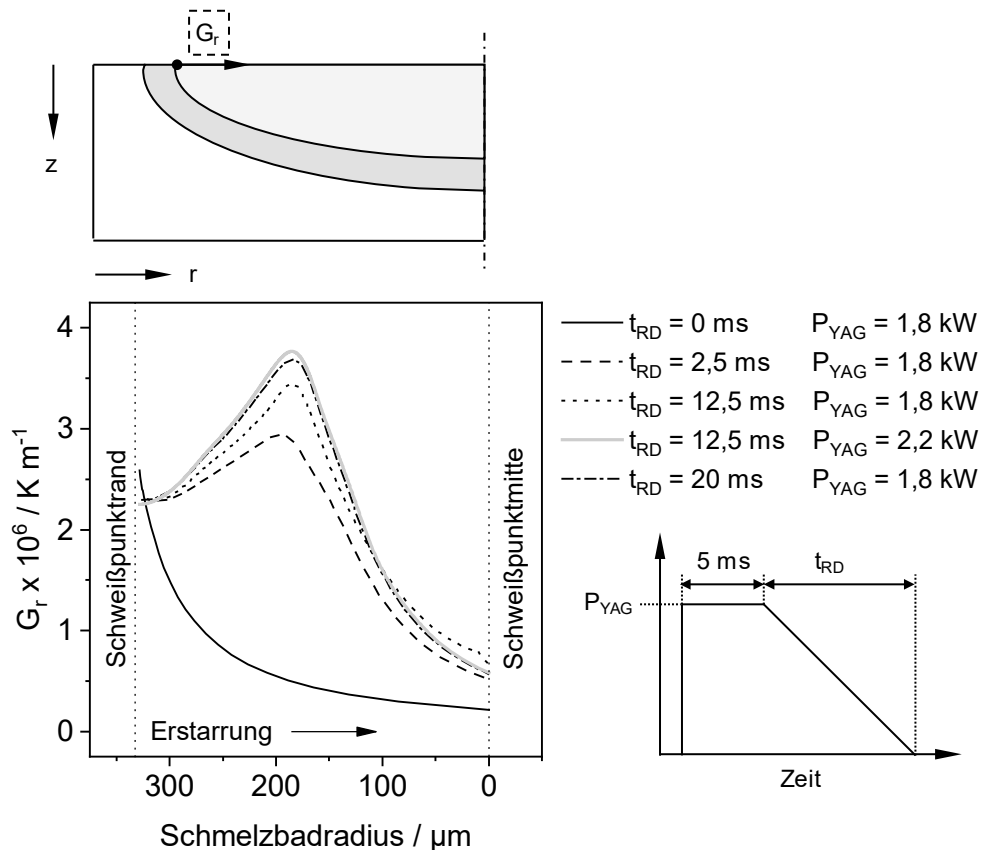 G_r
z
r
G_r x 10^6 / K m^-1
4
3
2
1
0
Schweißpunktrand
Schweißpunktmitte
Erstarrung
300
200
100
0
Schmelzbadradius / µm
t_RD = 0 ms P_YAG = 1,8 kW
t_RD = 2,5 ms P_YAG = 1,8 kW
t_RD = 12,5 ms P_YAG = 1,8 kW
t_RD = 12,5 ms P_YAG = 2,2 kW
t_RD = 20 ms P_YAG = 1,8 kW
5 ms t_RD
P_YAG
Zeit